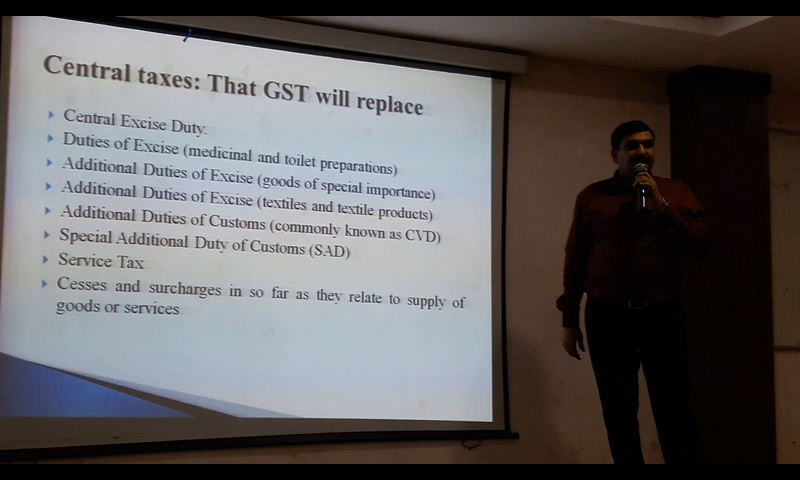 Central taxes: That GST will replace
Central Excise Duty.
Duties of Excise (medicinal and toilet preparations)
Additional Duties of Excise (goods of special importance)
Additional Duties of Excise (textiles and textile products)
Additional Duties of Customs (commonly known as CVD)
Special Additional Duty of Customs (SAD)
Service Tax
Cesses and surcharges in so far as they relate to supply of
goods or services